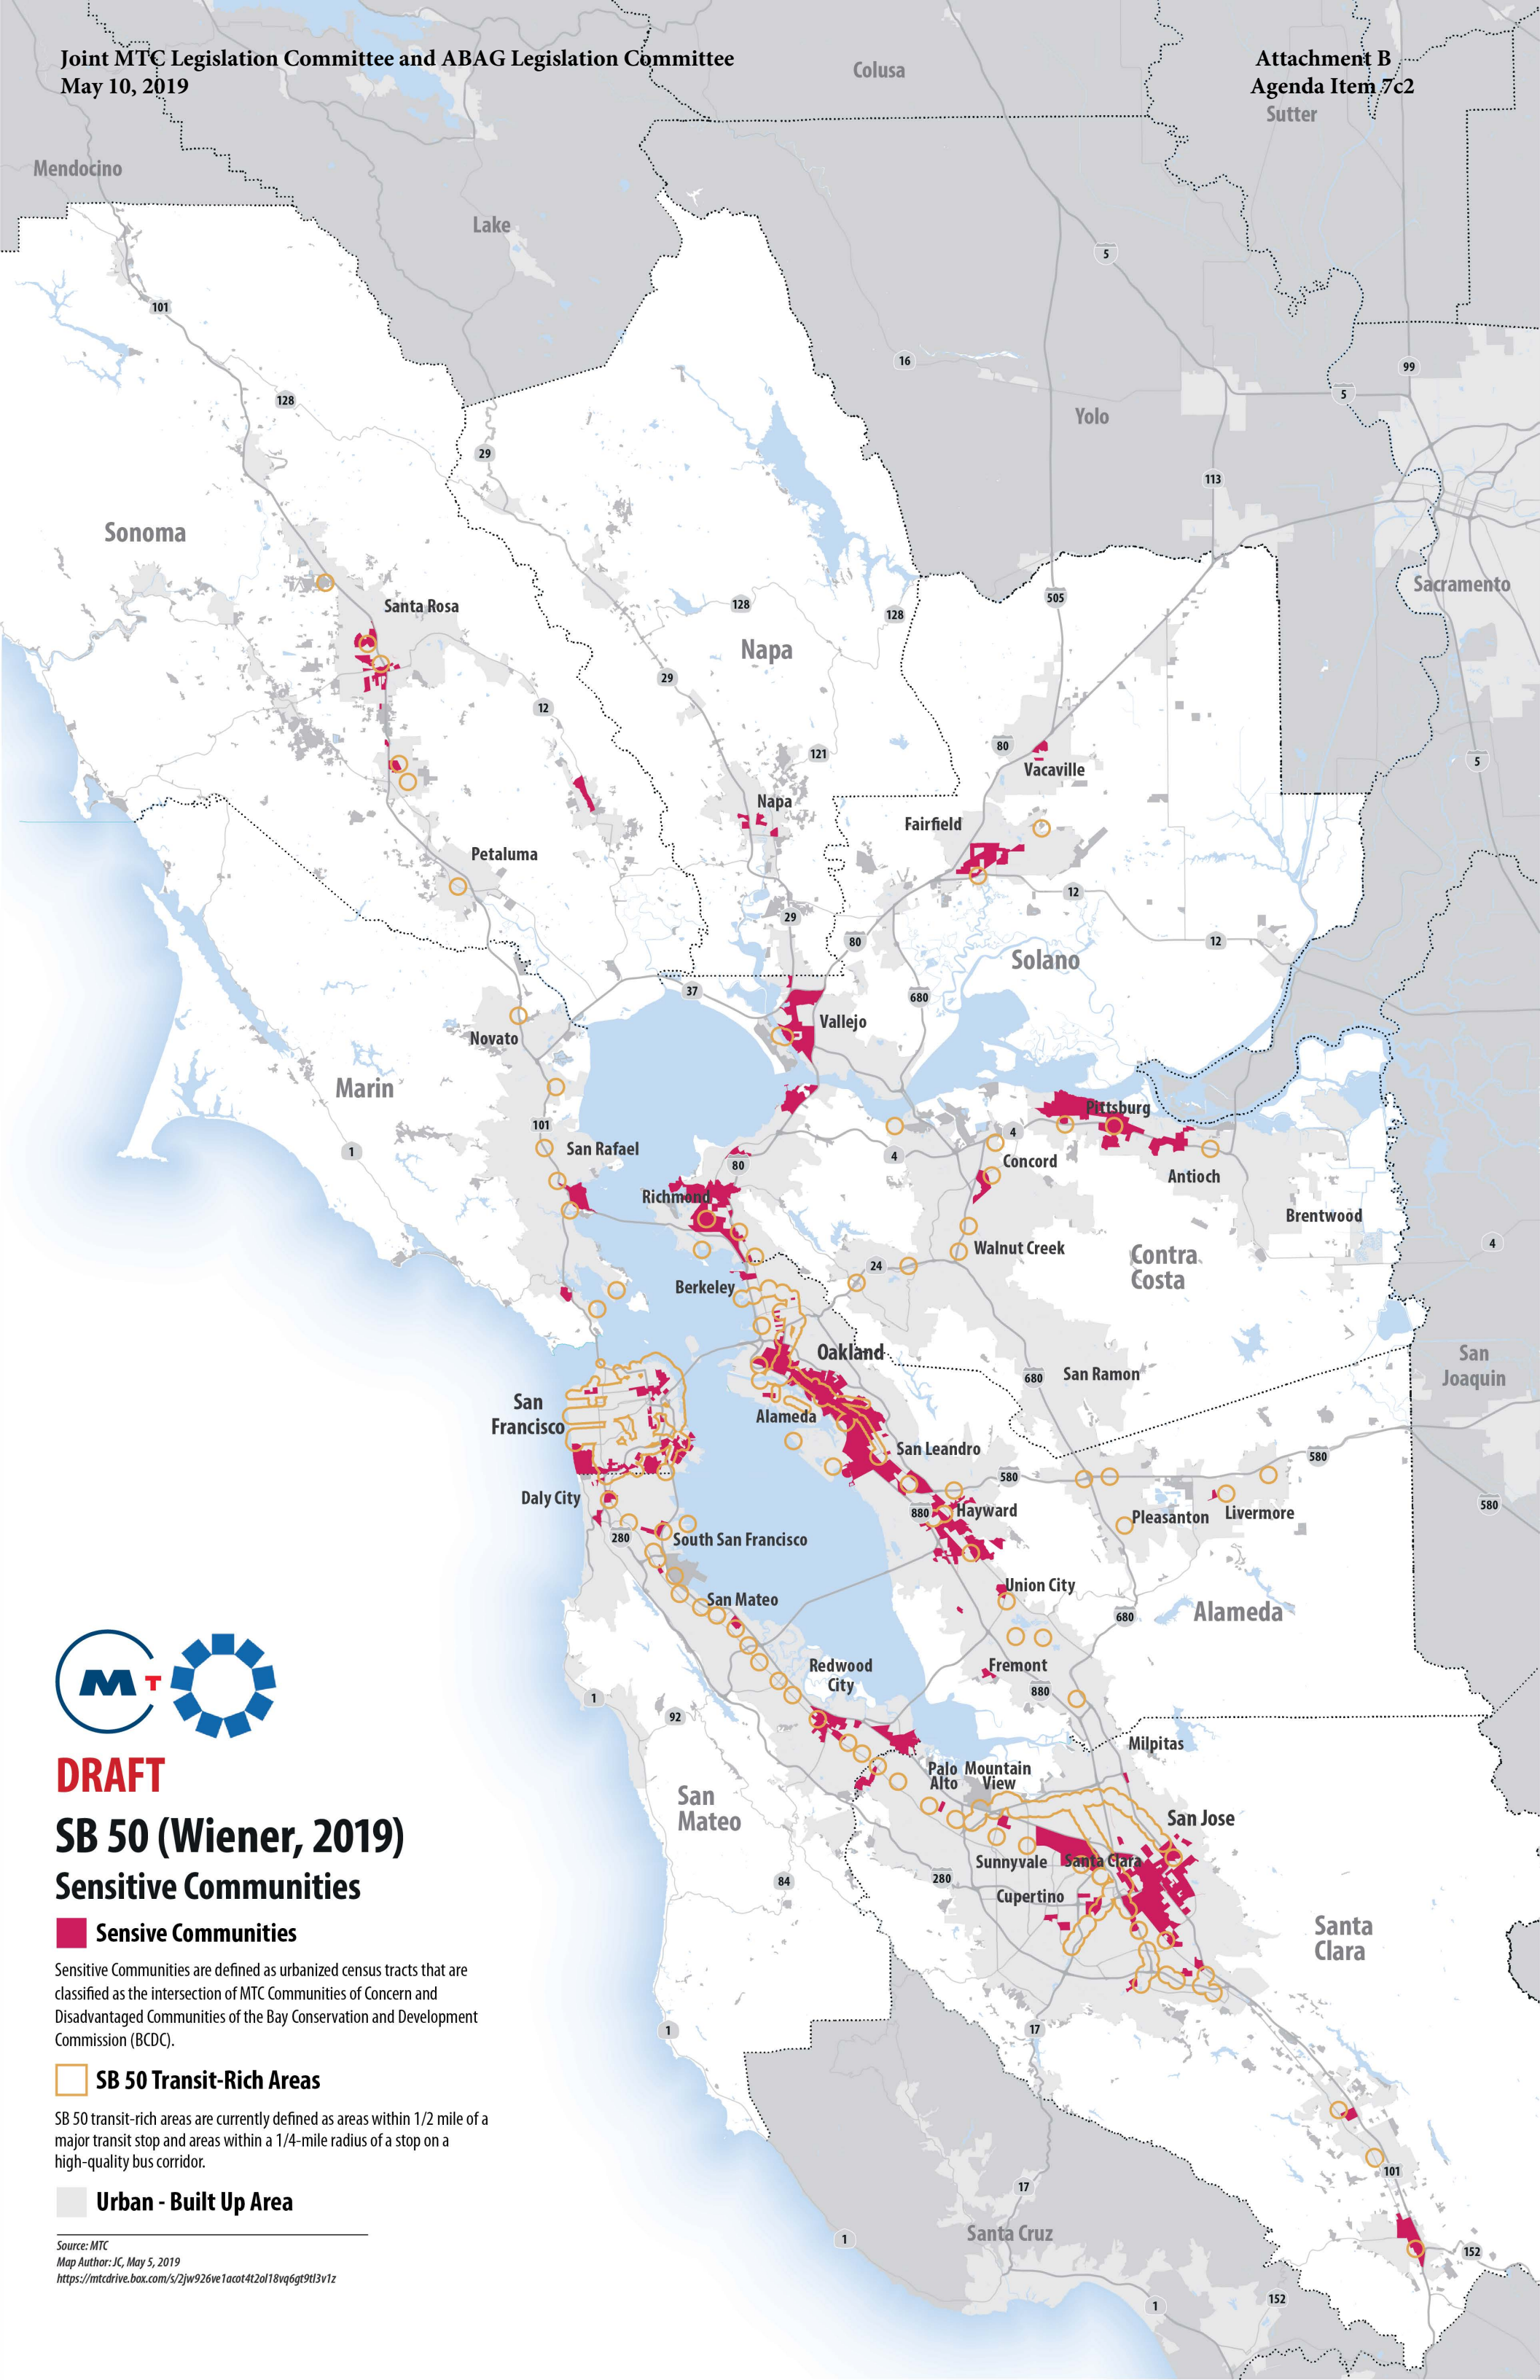 Joint MTC Legislation Committee and ABAG Legislation Committee
May 10, 2019
Attachment B
Agenda Item 7c2
Colusa
Sutter
Mendocino
Lake
5
101
16
99
5
128
Yolo
29
113
Sonoma
Sacramento
505
128
128
Santa Rosa
Napa
29
12
80
121
5
Vacaville
Napa
Fairfield
Petaluma
12
29
80
12
Solano
37
680
Vallejo
Novato
Marin
Pittsburg
101
4
1
San Rafael
80
4
Concord
Antioch
Richmond
Brentwood
4
Walnut Creek
Contra
Costa
24
Berkeley
Oakland
San
Joaquin
680
San Ramon
San
Francisco
Alameda
San Leandro
580
580
Daly City
580
880
Hayward
Pleasanton
Livermore
280
South San Francisco
Union City
San Mateo
680
Alameda
Redwood
City
Fremont
880
1
92
Milpitas
Palo
Alto
Mountain
View
San
Mateo
San Jose
Sunnyvale
Santa Clara
84
280
Cupertino
Santa
Clara
1
17
101
17
Santa Cruz
1
152
152
1
M T
DRAFT
SB 50 (Wiener, 2019)
Sensitive Communities
Sensive Communities
Sensitive Communities are defined as urbanized census tracts that are
classified as the intersection of MTC Communities of Concern and
Disadvantaged Communities of the Bay Conservation and Development
Commission (BCDC).
SB 50 Transit-Rich Areas
SB 50 transit-rich areas are currently defined as areas within 1/2 mile of a
major transit stop and areas within a 1/4-mile radius of a stop on a
high-quality bus corridor.
Urban - Built Up Area
Source: MTC
Map Author: JC, May 5, 2019
https://mtcdrive.box.com/s/2jw926ve1acot4t2ol18vq6gt9tl3v1z